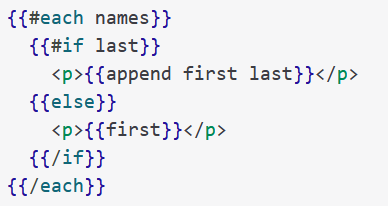 {{#each names}}
  {{#if last}}
    <p>{{append first last}}</p>
  {{else}}
    <p>{{first}}</p>
  {{/if}}
{{/each}}